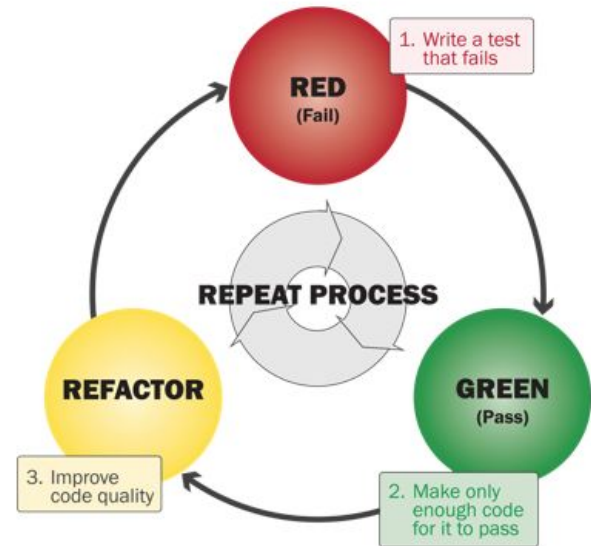 1. Write a test
that fails
RED
(Fail)
REPEAT PROCESS
REFACTOR
GREEN
(Pass)
3. Improve
code quality
2. Make only
enough code
for it to pass